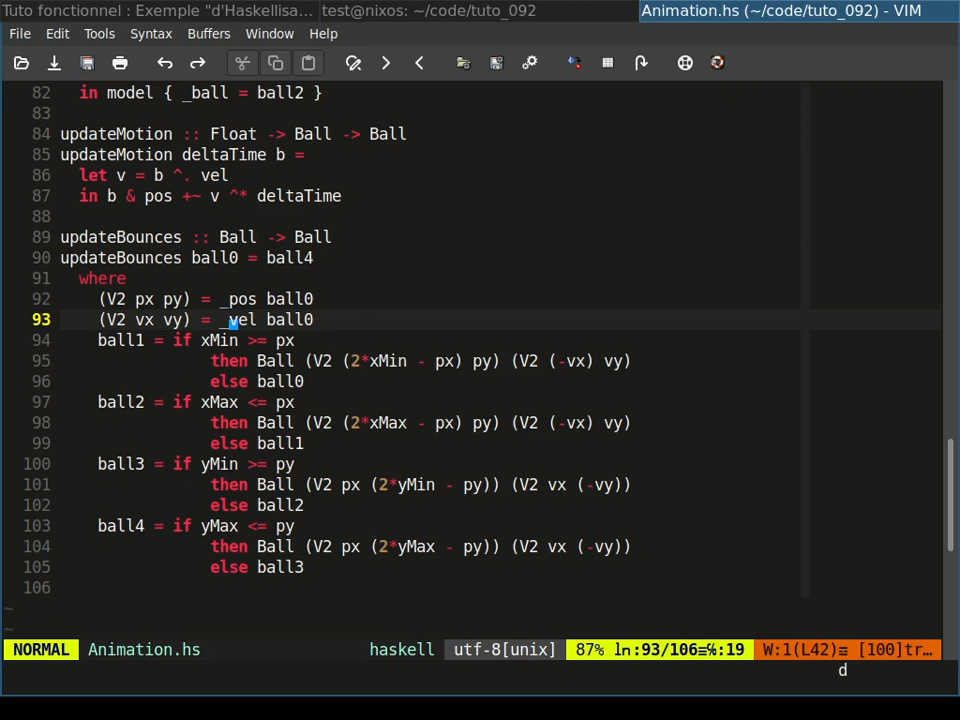 Tuto fonctionnel : Exemple "d'Haskellisa… test@nixos: ~/code/tuto_092 Animation.hs (~/code/tuto_092) - VIM
File Edit Tools Syntax Buffers Window Help
82 in model { _ball = ball2 }
83
84 updateMotion :: Float -> Ball -> Ball
85 updateMotion deltaTime b =
86 let v = b ^. vel
87 in b & pos +~ v ^* deltaTime
88
89 updateBounces :: Ball -> Ball
90 updateBounces ball0 = ball4
91 where
92 (V2 px py) = _pos ball0
93 (V2 vx vy) = _vel ball0
94 ball1 = if xMin >= px
95 then Ball (V2 (2*xMin - px) py) (V2 (-vx) vy)
96 else ball0
97 ball2 = if xMax <= px
98 then Ball (V2 (2*xMax - px) py) (V2 (-vx) vy)
99 else ball1
100 ball3 = if yMin >= py
101 then Ball (V2 px (2*yMin - py)) (V2 vx (-vy))
102 else ball2
103 ball4 = if yMax <= py
104 then Ball (V2 px (2*yMax - py)) (V2 vx (-vy))
105 else ball3
106
~
~
NORMAL Animation.hs haskell utf-8[unix] 87% ln:93/106≡℅:19 W:1(L42) [100]tr…
d